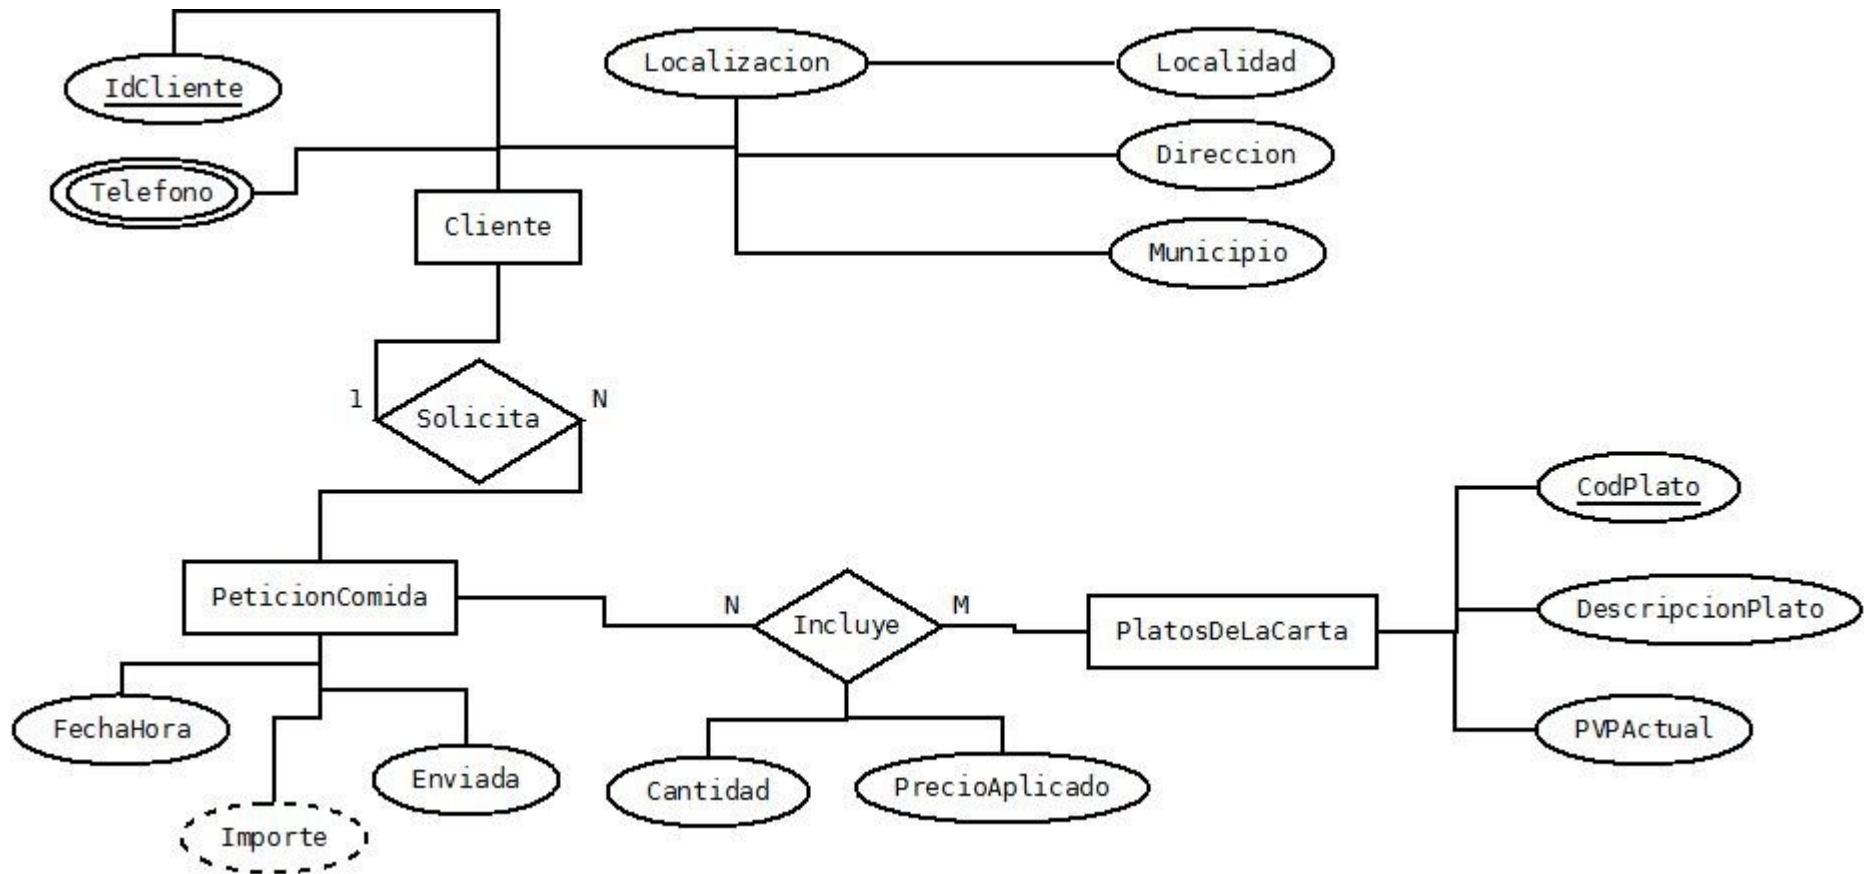 IdCliente
Localizacion
Localidad
Telefono
Direccion
Cliente
Municipio
1
Solicita
N
CodPlato
PeticionComida
N
Incluye
M
PlatosDeLaCarta
DescripcionPlato
FechaHora
Enviada
Cantidad
PrecioAplicado
PVPActual
Importe